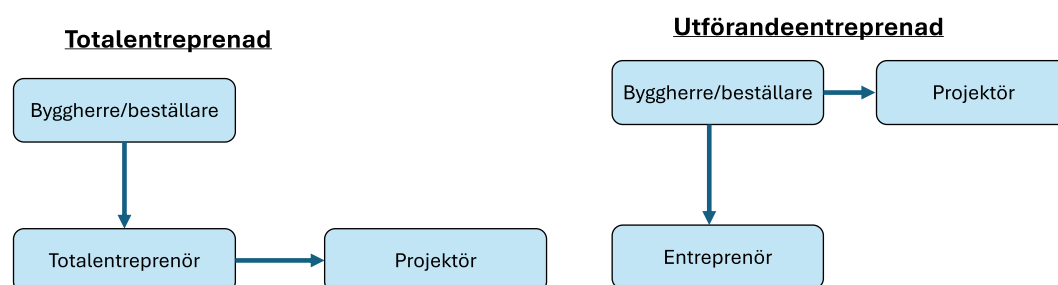 Totalentreprenad
Byggherre/beställare
Totalentreprenör
Projektör
Utförandeentreprenad
Byggherre/beställare
Projektör
Entreprenör